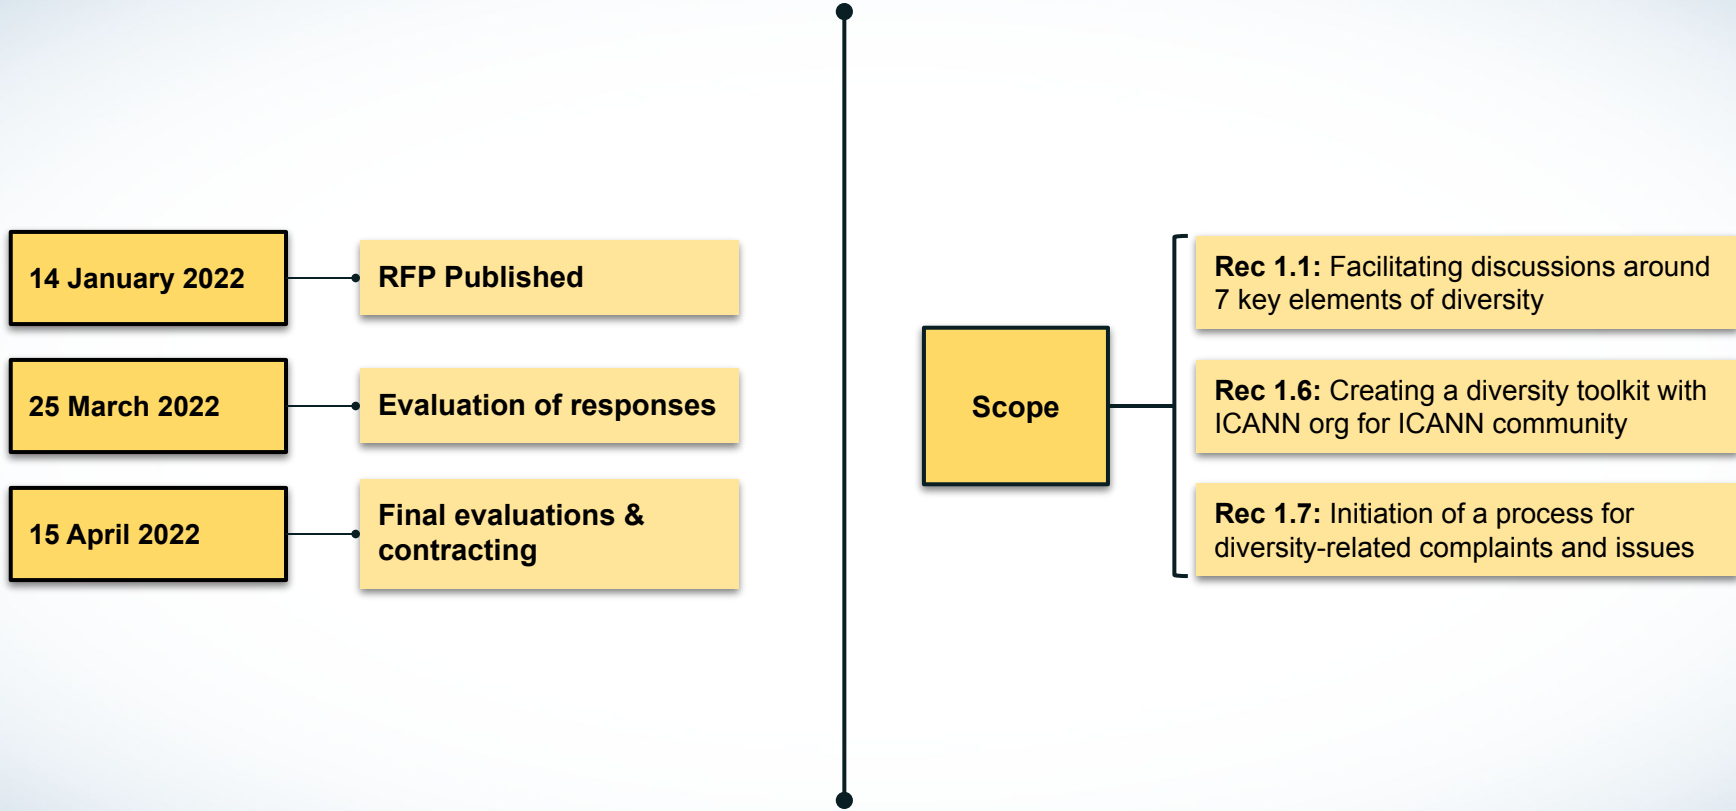 14 January 2022
RFP Published
25 March 2022
Evaluation of responses
15 April 2022
Final evaluations &
contracting
Scope
Rec 1.1: Facilitating discussions around
7 key elements of diversity
Rec 1.6: Creating a diversity toolkit with
ICANN org for ICANN community
Rec 1.7: Initiation of a process for
diversity-related complaints and issues